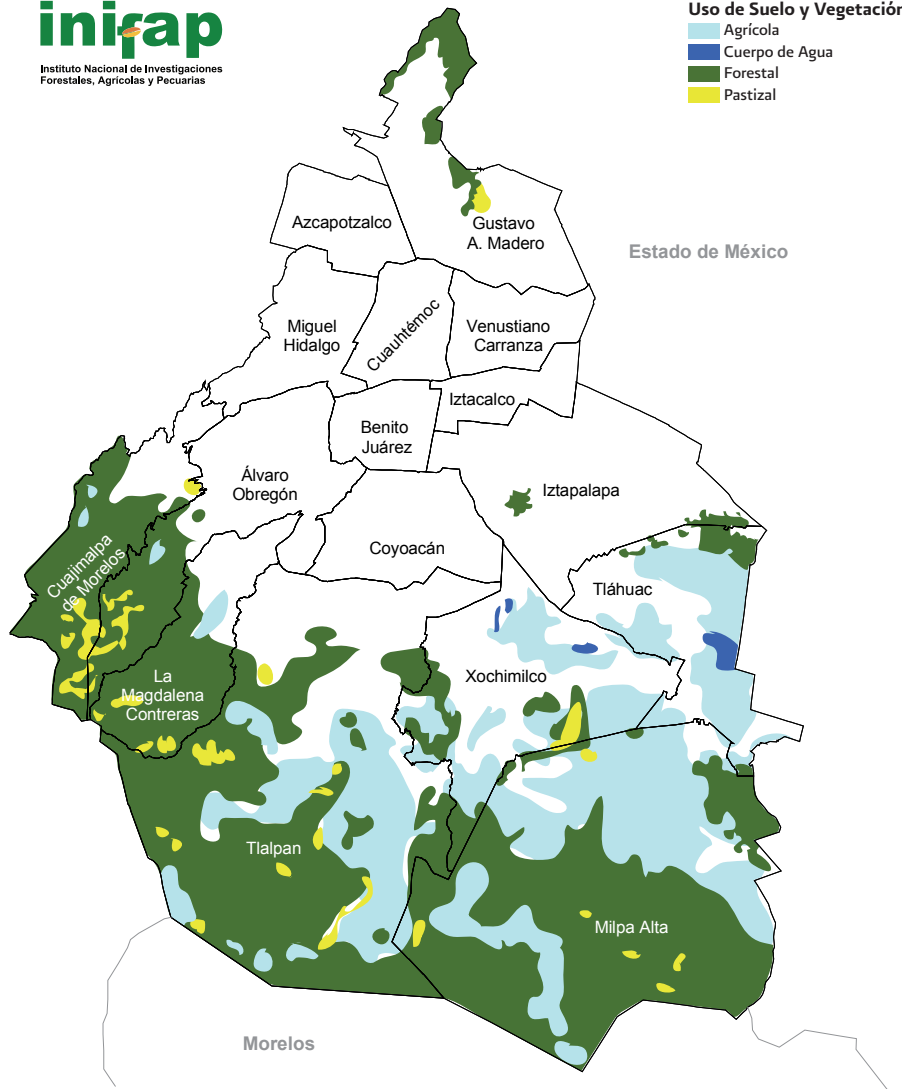 inifap
Instituto Nacional de Investigaciones
Forestales, Agrícolas y Pecuarias
Uso de Suelo y Vegetación
Agrícola
Cuerpo de Agua
Forestal
Pastizal
Azcapotzalco
Gustavo
A. Madero
Estado de México
Miguel
Hidalgo
Cuauhtémoc
Venustiano
Carranza
Iztacalco
Benito
Juárez
Álvaro
Obregón
Iztapalapa
Coyoacán
Cuajimalpa
de Morelos
Tláhuac
La
Magdalena
Contreras
Xochimilco
Tlalpan
Milpa Alta
Morelos